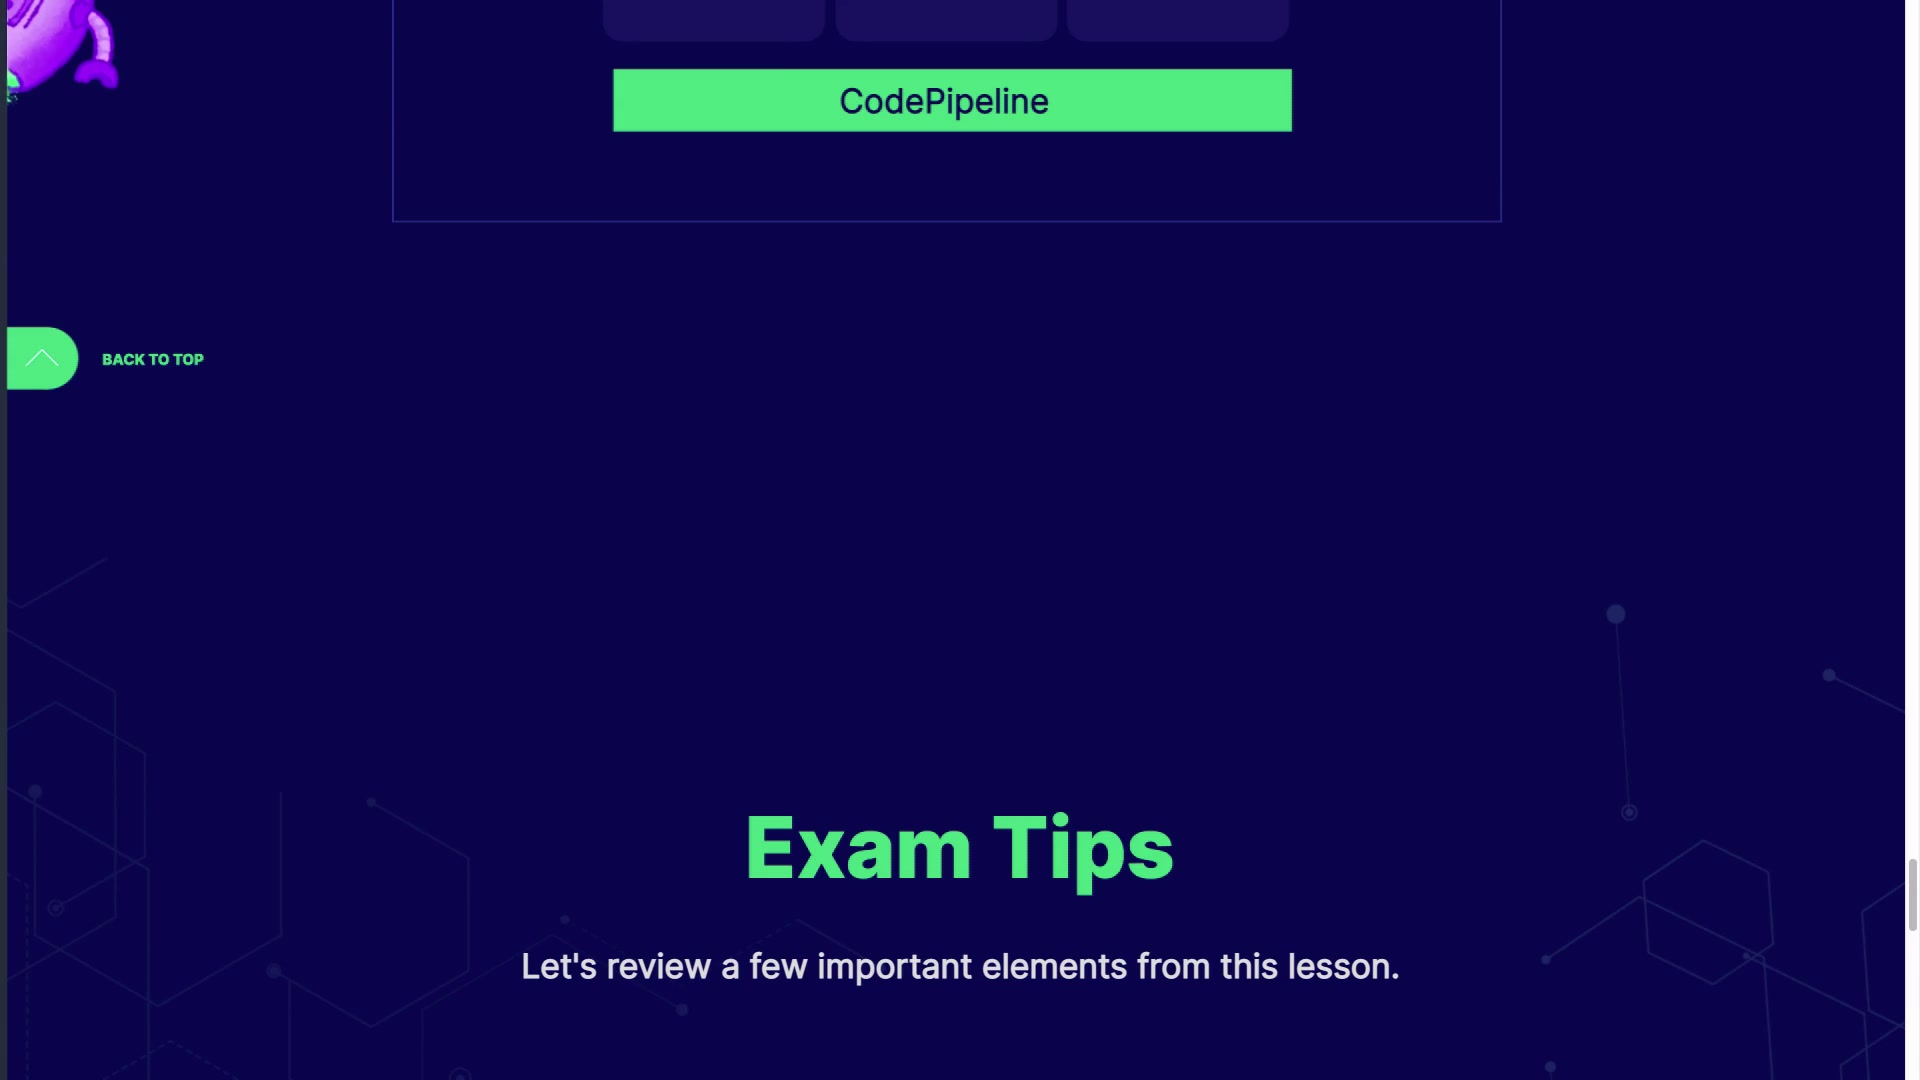 CodePipeline
BACK TO TOP
Exam Tips
Let's review a few important elements from this lesson.